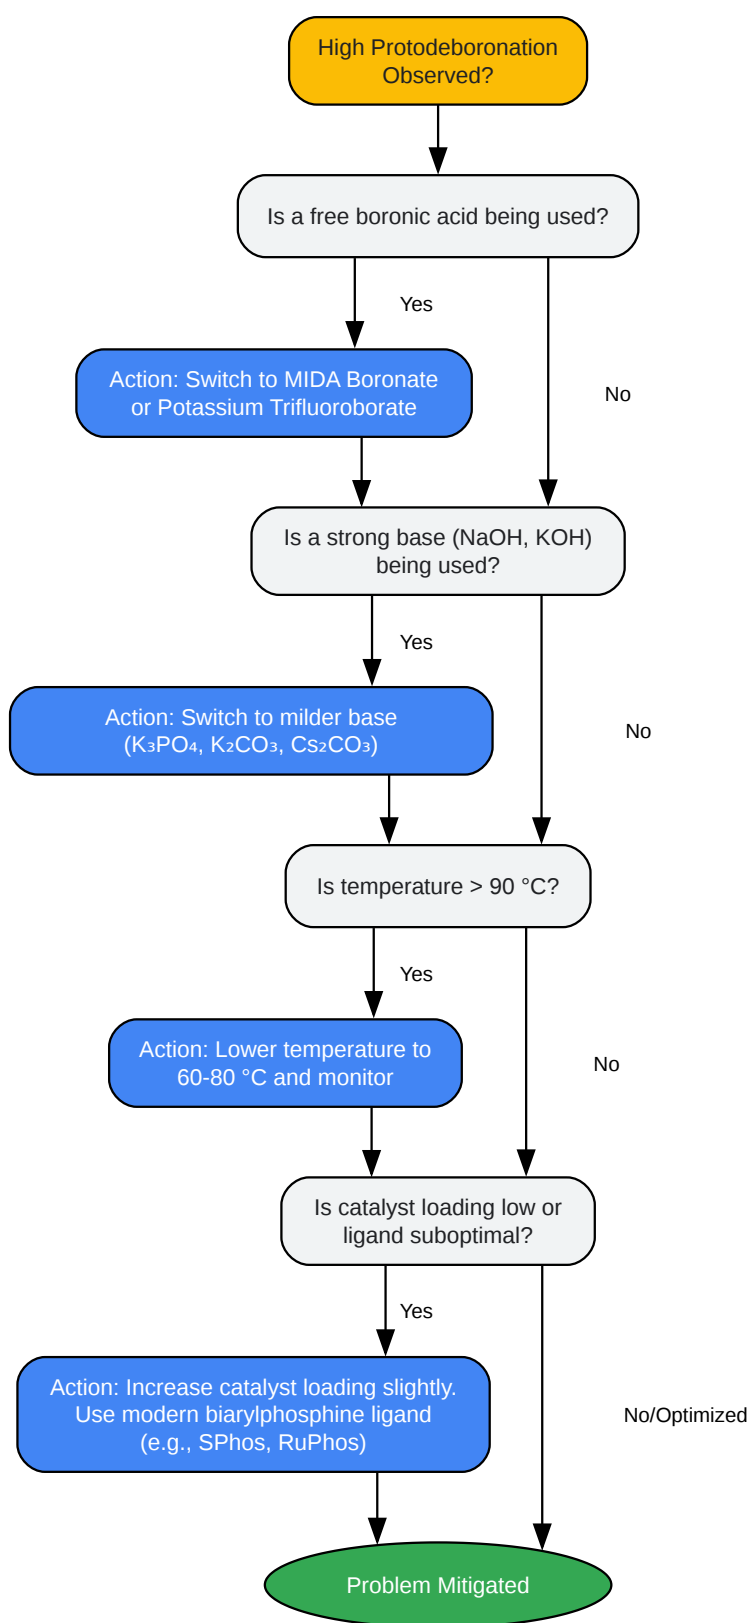 High Protodeboronation
Observed?
Is a free boronic acid being used?
Yes
Action: Switch to MIDA Boronate
or Potassium Trifluoroborate
No
Is a strong base (NaOH, KOH)
being used?
Yes
Action: Switch to milder base
(K₃PO₄, K₂CO₃, Cs₂CO₃)
No
Is temperature > 90 °C?
Yes
Action: Lower temperature to
60-80 °C and monitor
No
Is catalyst loading low or
ligand suboptimal?
Yes
Action: Increase catalyst loading slightly.
Use modern biarylphosphine ligand
(e.g., SPhos, RuPhos)
No/Optimized
Problem Mitigated